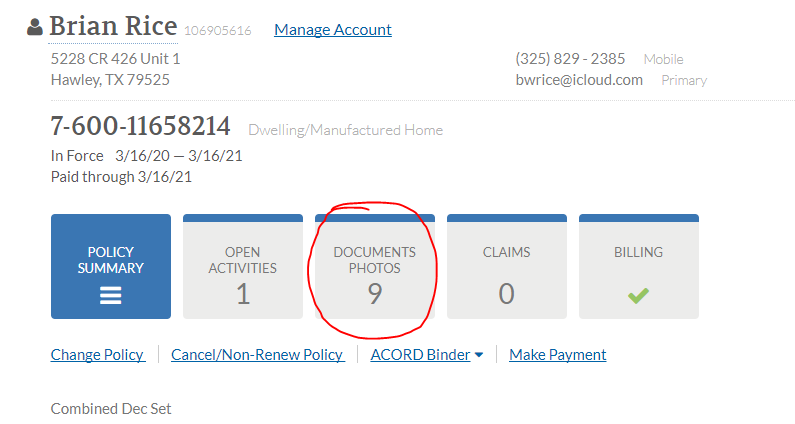 Brian Rice 106905616 Manage Account
5228 CR 426 Unit 1 (325) 829 - 2385 Mobile
Hawley, TX 79525 bwrice@icloud.com Primary
7-600-11658214 Dwelling/Manufactured Home
In Force 3/16/20 — 3/16/21
Paid through 3/16/21
POLICY SUMMARY
OPEN ACTIVITIES
1
DOCUMENTS PHOTOS
9
CLAIMS
0
BILLING
Change Policy Cancel/Non-Renew Policy ACORD Binder Make Payment
Combined Dec Set